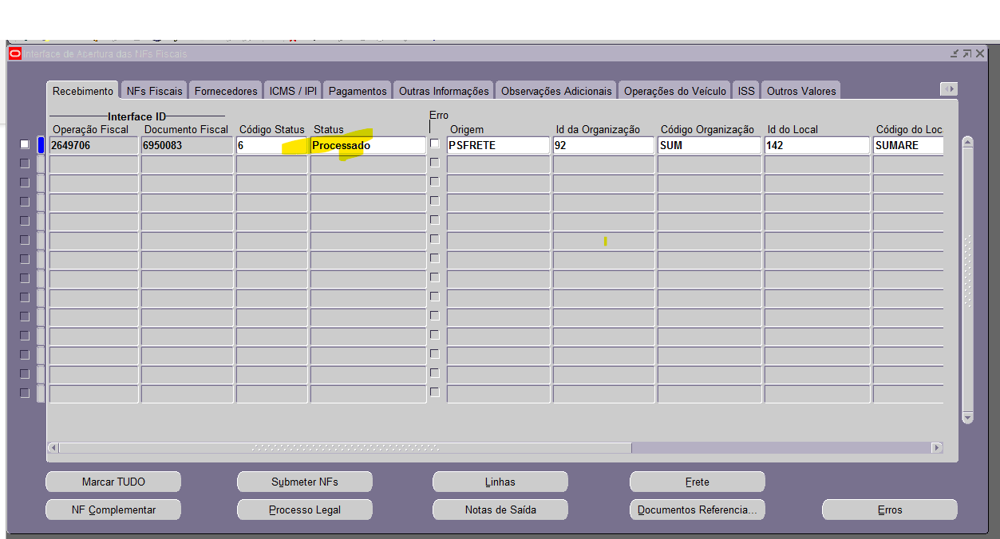 Interface de Abertura das NFs Fiscais
Recebimento NFs Fiscais Fornecedores ICMS / IPI Pagamentos Outras Informações Observações Adicionais Operações do Veículo ISS Outros Valores
Interface ID Erro
Operação Fiscal Documento Fiscal Código Status Status Origem Id da Organização Código Organização Id do Local Código do Loc
2649706 6950083 6 Processado PSFRETE 92 SUM 142 SUMARE
Marcar TUDO Submeter NFs Linhas Frete
NF Complementar Processo Legal Notas de Saída Documentos Referencia... Erros